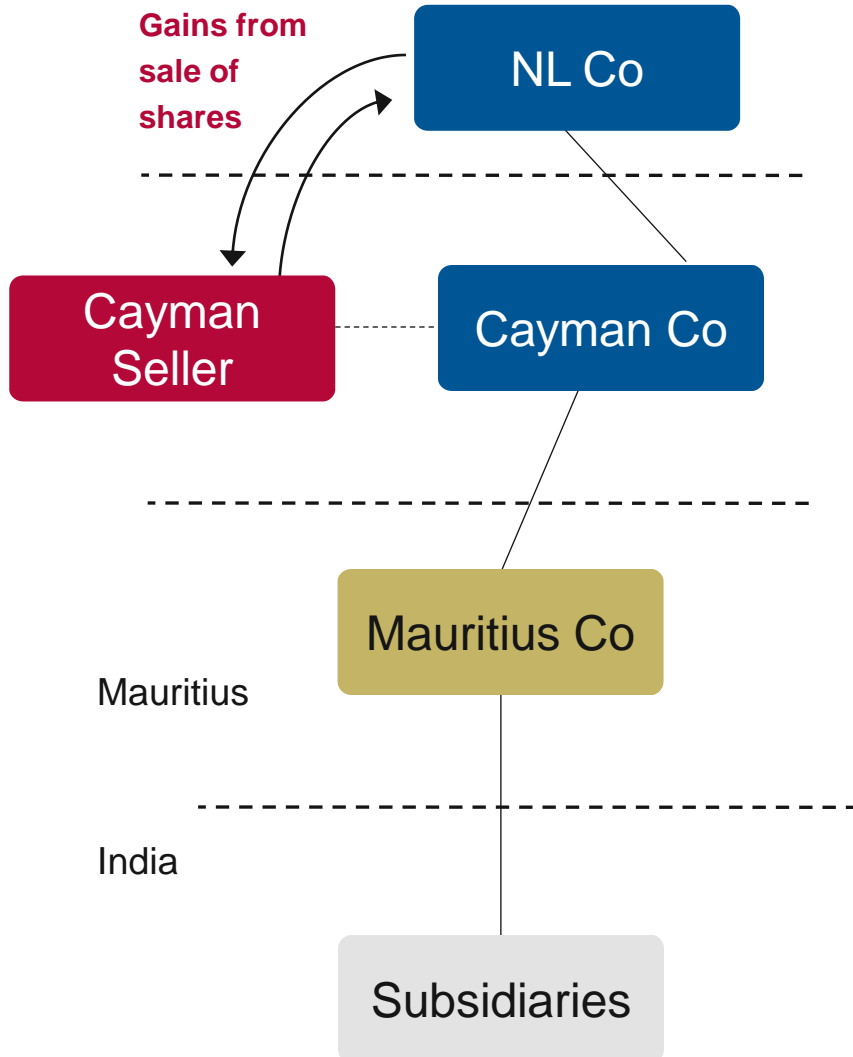 Gains from
sale of
shares
NL Co
Cayman
Seller
Cayman Co
Mauritius Co
Mauritius
India
Subsidiaries